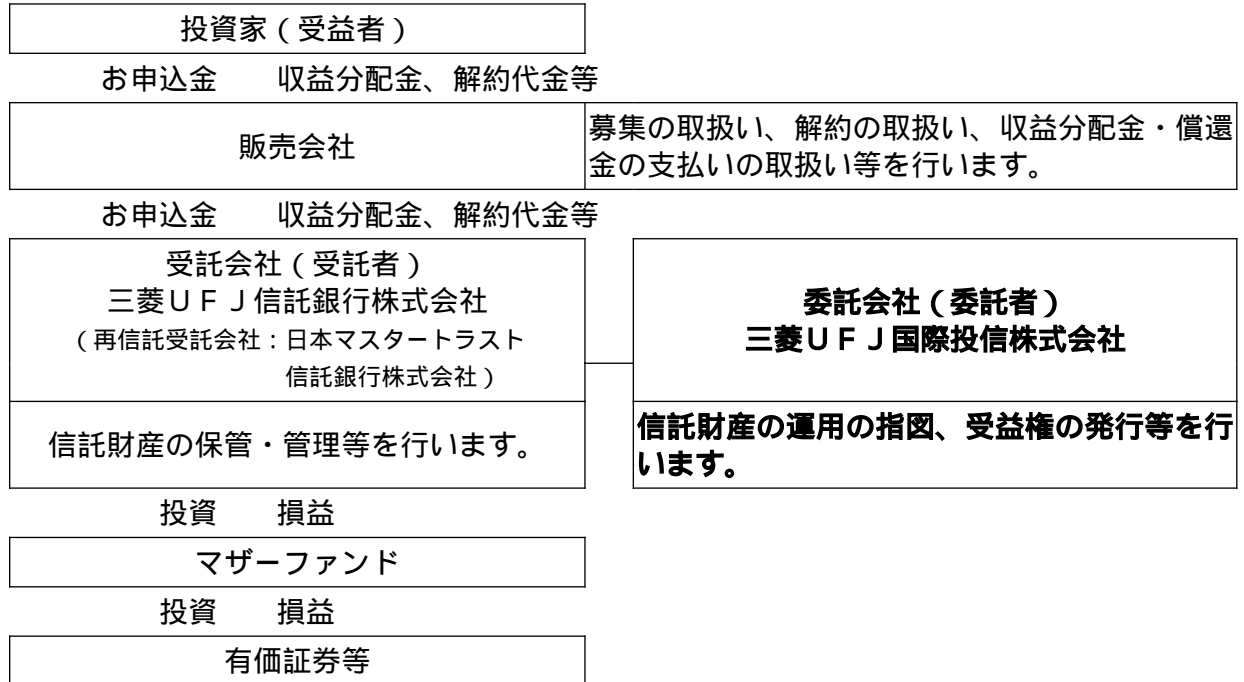 投資家（受益者）
お申込金　　収益分配金、解約代金等
販売会社
募集の取扱い、解約の取扱い、収益分配金・償還
金の支払いの取扱い等を行います。
お申込金　　収益分配金、解約代金等
受託会社（受託者）
三菱ＵＦＪ信託銀行株式会社
（再信託受託会社：日本マスタートラスト
信託銀行株式会社）
委託会社（委託者）
三菱ＵＦＪ国際投信株式会社
信託財産の保管・管理等を行います。
信託財産の運用の指図、受益権の発行等を行
います。
投資　　損益
マザーファンド
投資　　損益
有価証券等